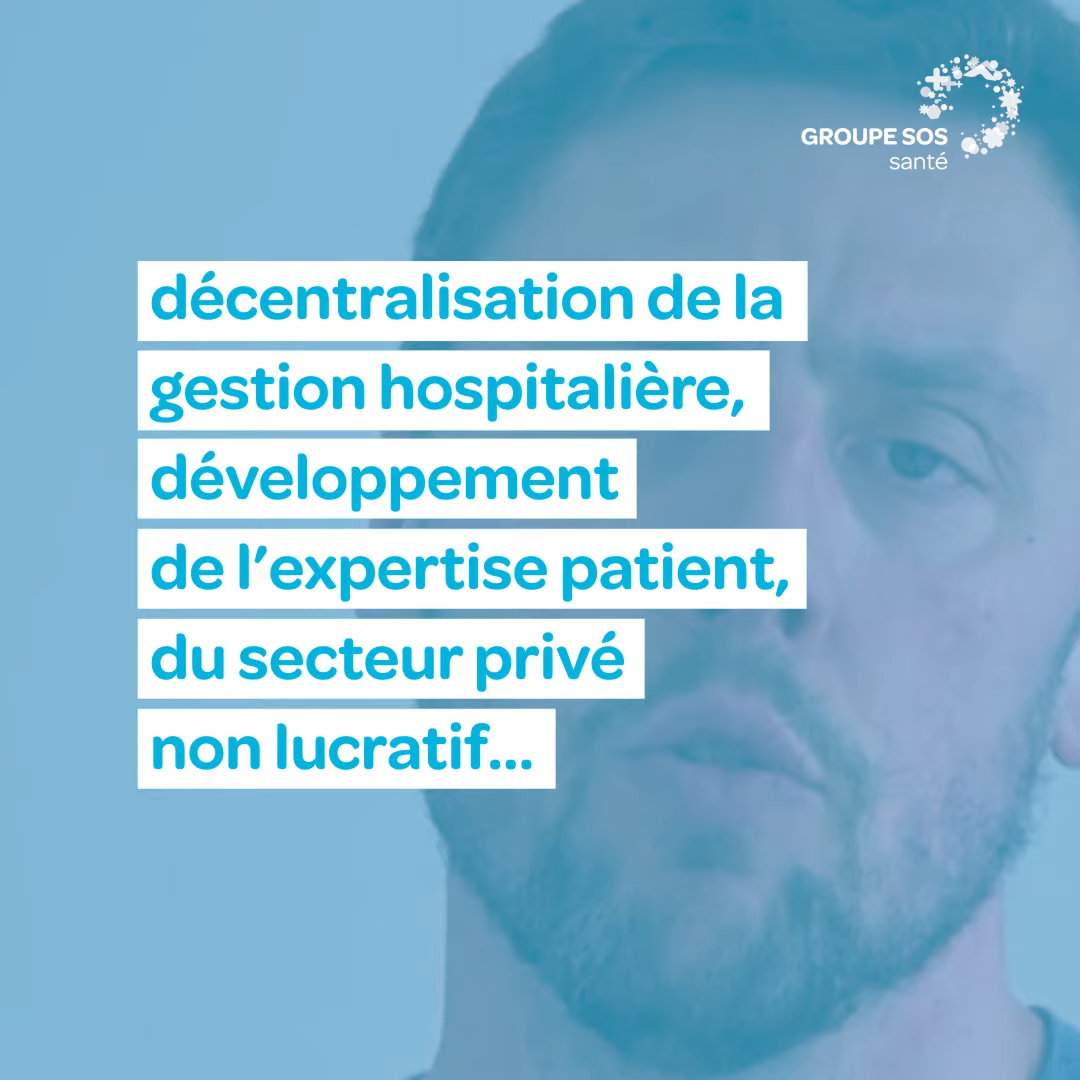 GROUPE SOS
santé
décentralisation de la
gestion hospitalière,
développement
de l’expertise patient,
du secteur privé
non lucratif...